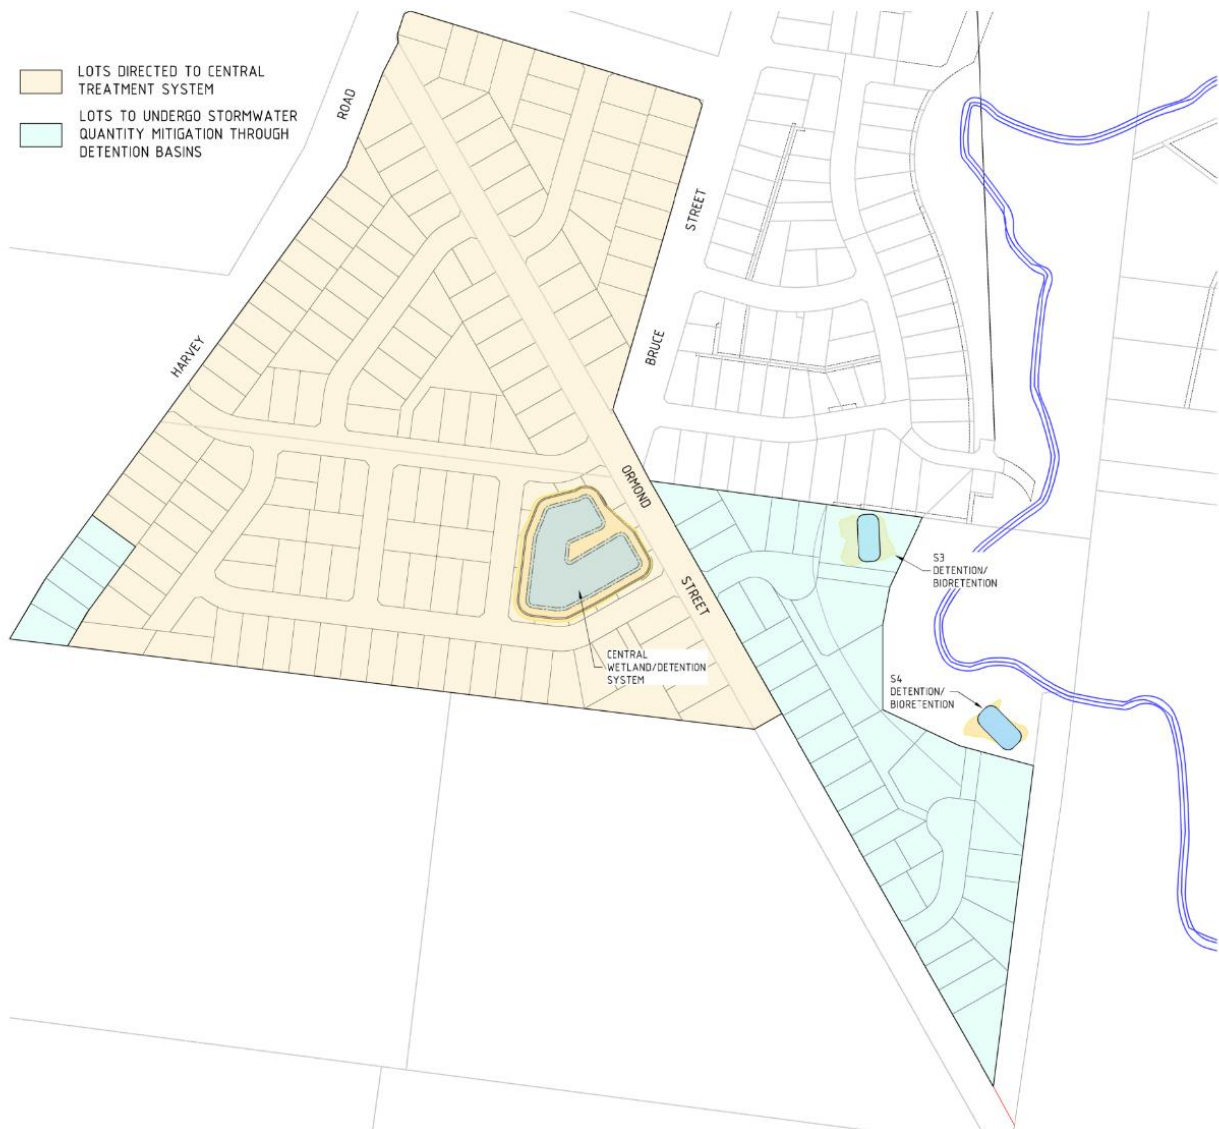 LOTS DIRECTED TO CENTRAL
TREATMENT SYSTEM
LOTS TO UNDERGO STORMWATER
QUANTITY MITIGATION THROUGH
DETENTION BASINS
ROAD
HARVEY
STREET
BRUCE
ORMOND
STREET
S3
DETENTION/
BIORETENTION
CENTRAL
WETLAND/DETENTION
SYSTEM
S4
DETENTION/
BIORETENTION